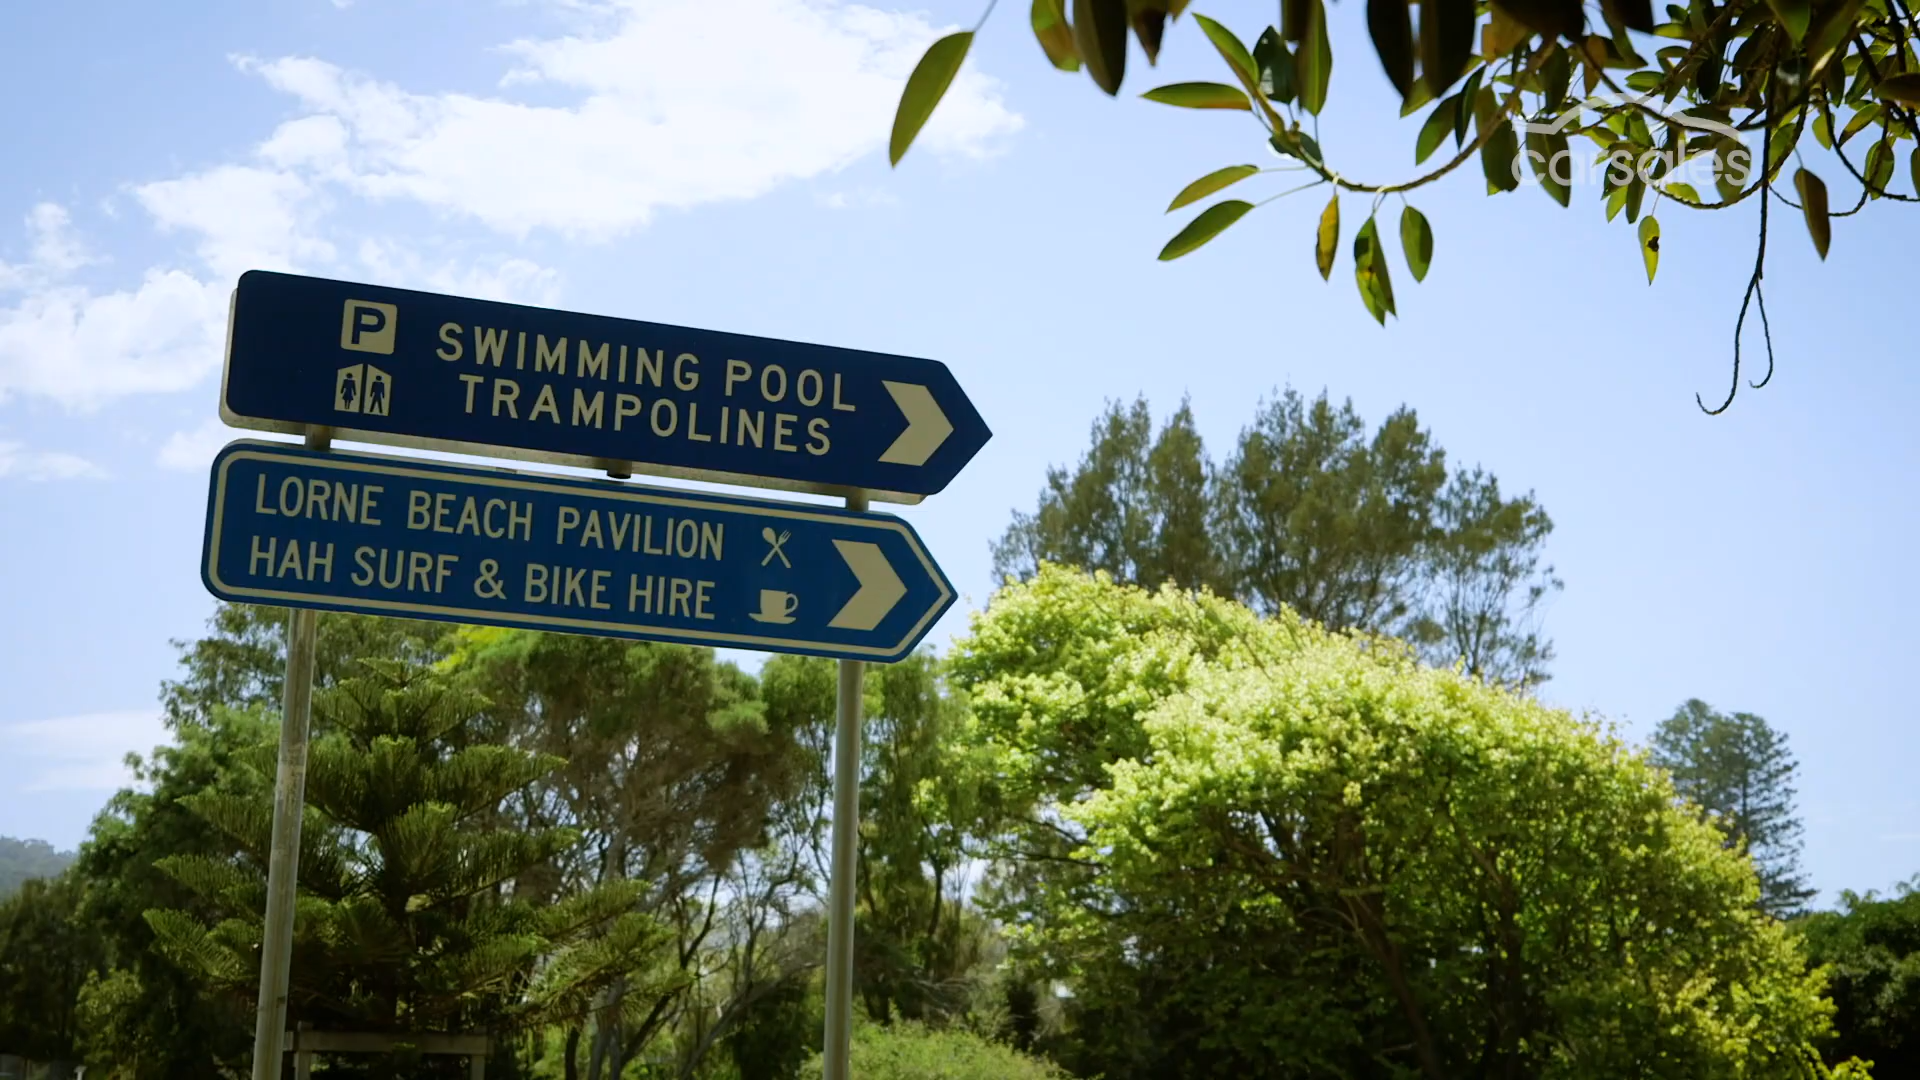 carsales
P SWIMMING POOL
TRAMPOLINES
LORNE BEACH PAVILION
HAH SURF & BIKE HIRE